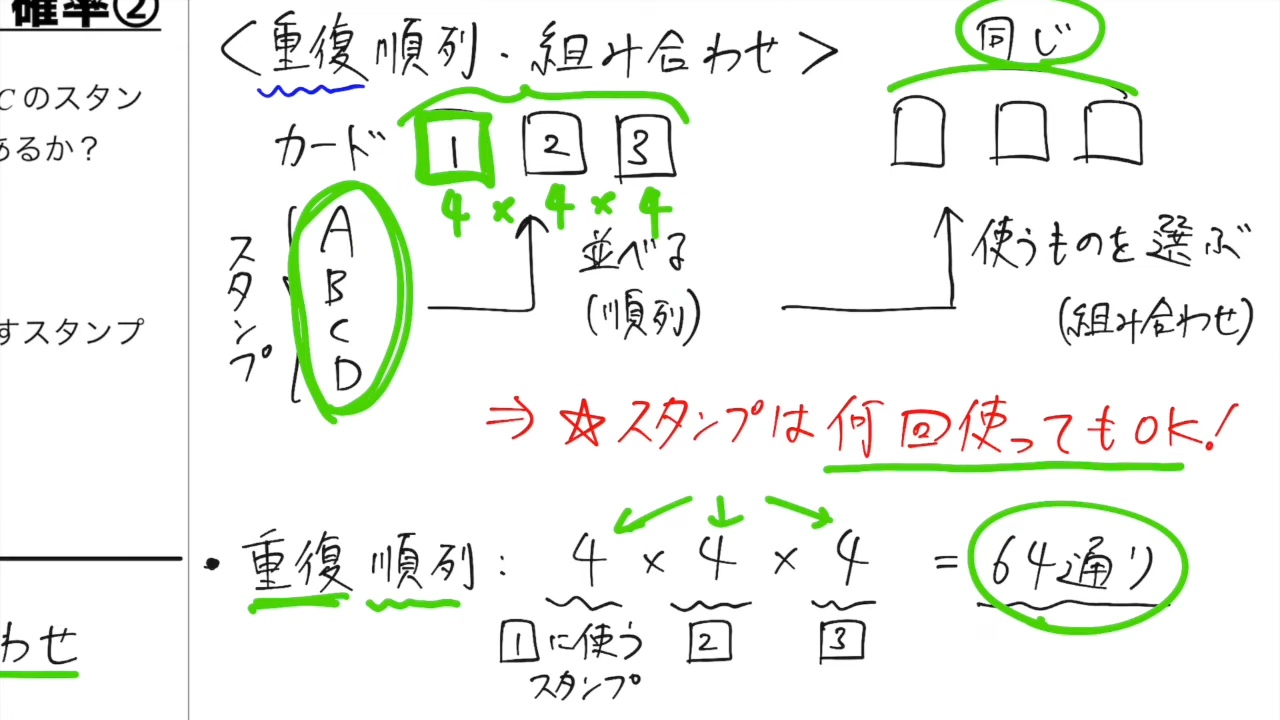 確率②
Cのスタン
あるか？
すスタンプ
わせ
<重復順列・組み合わせ>
同じ
カード 1 2 3
4 × 4 × 4
スタンプ
A
B
C
D
並べる
(順列)
使うものを選ぶ
(組み合わせ)
⇒ ☆スタンプは何回使ってもOK!
・重復順列: 4 × 4 × 4 = 64通り
1に使う 2 3
スタンプ